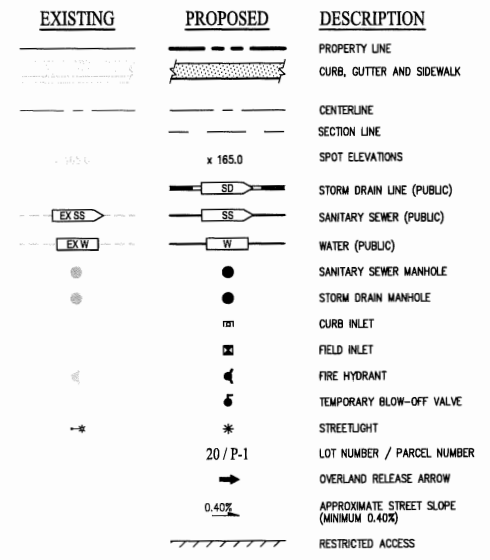 EXISTING PROPOSED DESCRIPTION
PROPERTY LINE
CURB, GUTTER AND SIDEWALK
CENTERLINE
SECTION LINE
x 165.0 SPOT ELEVATIONS
SD STORM DRAIN LINE (PUBLIC)
EX SS SS SANITARY SEWER (PUBLIC)
EX W W WATER (PUBLIC)
SANITARY SEWER MANHOLE
STORM DRAIN MANHOLE
CURB INLET
FIELD INLET
FIRE HYDRANT
TEMPORARY BLOW-OFF VALVE
STREETLIGHT
20 / P-1 LOT NUMBER / PARCEL NUMBER
OVERLAND RELEASE ARROW
0.40% APPROXIMATE STREET SLOPE
(MINIMUM 0.40%)
RESTRICTED ACCESS